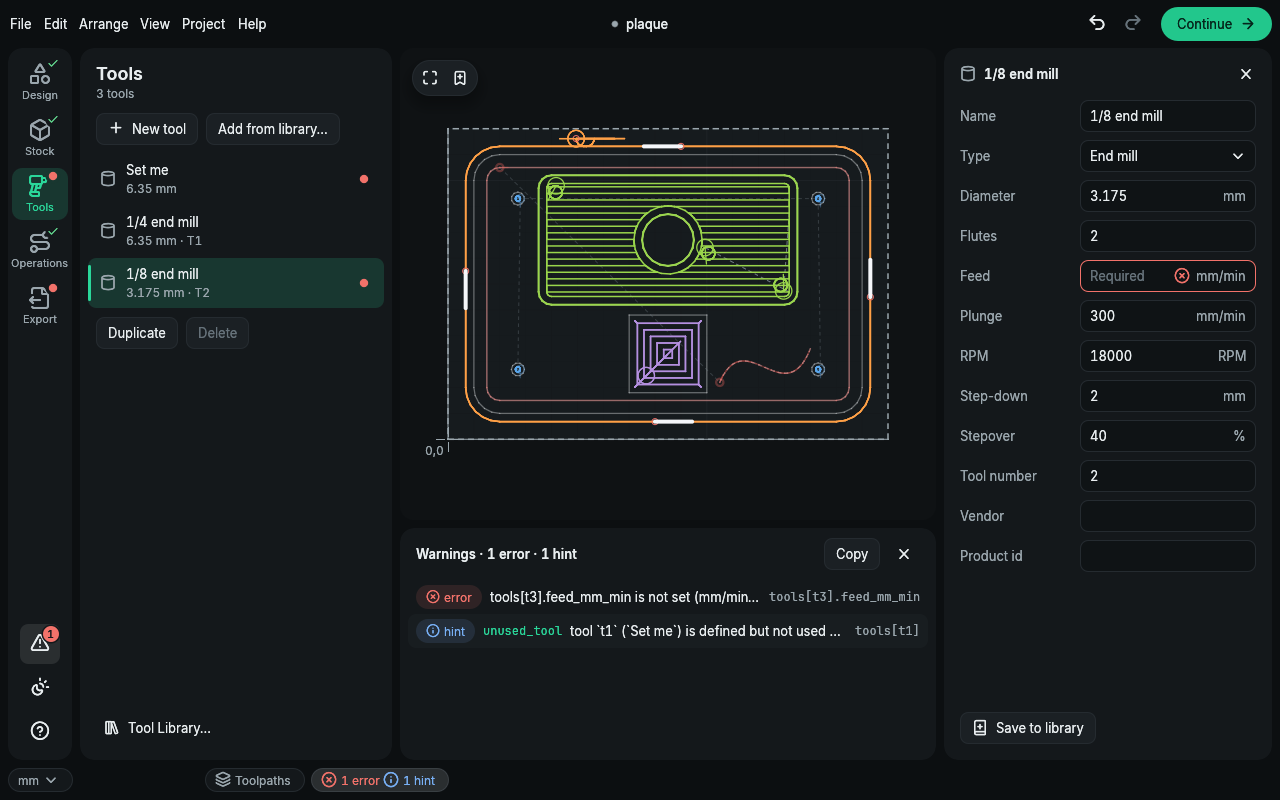 File Edit Arrange View Project Help
plaque
Continue
Design
Stock
Tools
Operations
Export
1
Tools
3 tools
New tool
Add from library...
Set me
6.35 mm
1/4 end mill
6.35 mm · T1
1/8 end mill
3.175 mm · T2
Duplicate
Delete
Tool Library...
0,0
Warnings · 1 error · 1 hint
Copy
error tools[t3].feed_mm_min is not set (mm/min... tools[t3].feed_mm_min
hint unused_tool tool `t1` (`Set me`) is defined but not used ... tools[t1]
1/8 end mill
Name 1/8 end mill
Type End mill
Diameter 3.175 mm
Flutes 2
Feed Required mm/min
Plunge 300 mm/min
RPM 18000 RPM
Step-down 2 mm
Stepover 40 %
Tool number 2
Vendor
Product id
Save to library
mm
Toolpaths
1 error 1 hint